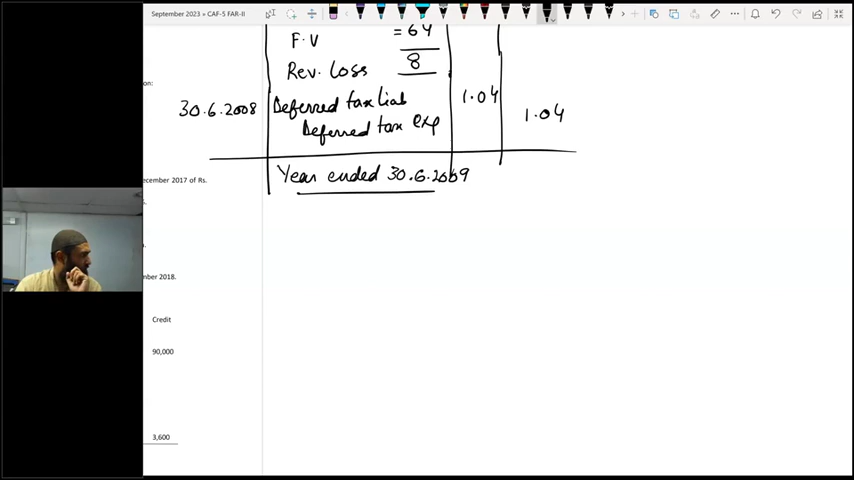 September 2023 » CAF-5 FAR-II
F.V = 64
Rev. Loss 8
on:
30.6.2008 Deferred tax Liab 1.04
Deferred tax exp 1.04
Year ended 30.6.2009
ecember 2017 of Rs.
nber 2018.
Credit
90,000
3,600